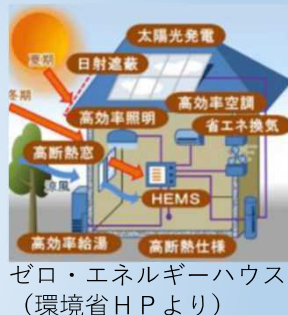 太陽光発電
夏期
日射遮蔽
冬期
高効率照明
高効率空調
省エネ換気
高断熱窓
涼風
HEMS
高効率給湯
高断熱仕様
ゼロ・エネルギーハウス
（環境省ＨＰより）